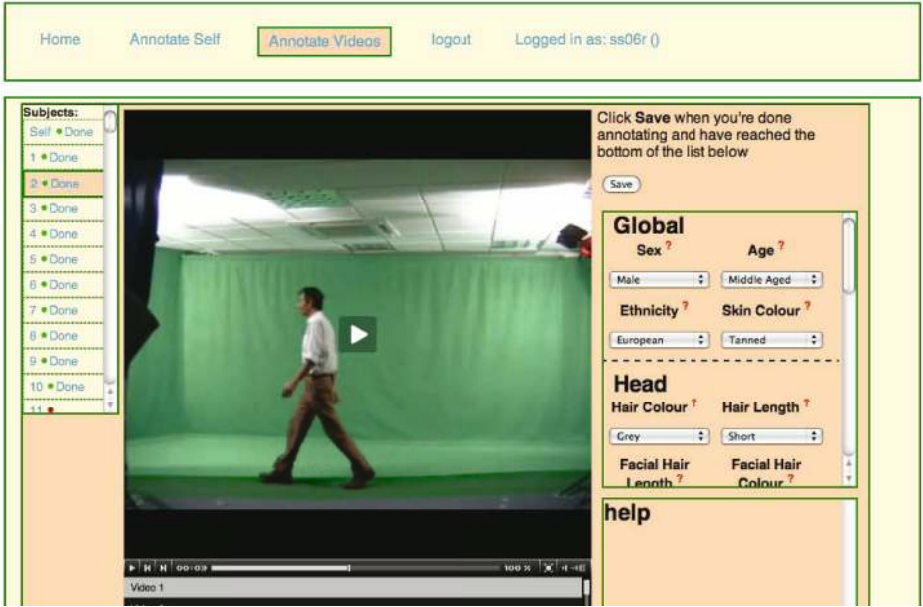 Home Annotate Self Annotate Videos logout Logged in as: ss06r ()
Subjects:
Self Done
1 Done
2 Done
3 Done
4 Done
5 Done
6 Done
7 Done
8 Done
9 Done
10 Done
11
00:03
100 %
Video 1
Click Save when you're done
annotating and have reached the
bottom of the list below
Save
Global
Sex ? Age ?
Male Middle Aged
Ethnicity ? Skin Colour ?
European Tanned
Head
Hair Colour ? Hair Length ?
Grey Short
Facial Hair Facial Hair
Length ? Colour ?
help